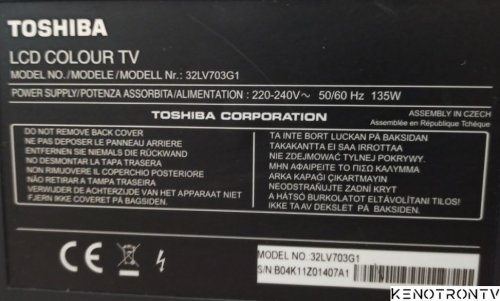 TOSHIBA
LCD COLOUR TV
MODEL NO./MODELE/MODELL Nr.: 32LV703G1
POWER SUPPLY/POTENZA ASSORBITA/ALIMENTATION : 220-240V~ 50/60 Hz 135W
TOSHIBA CORPORATION
ASSEMBLY IN CZECH
Assemblée en République Tchèque
DO NOT REMOVE BACK COVER
NE PAS DEPOSER LE PANNEAU ARRIERE
ENTFERNEN SIE NIEMALS DIE RÜCKWAND
NO DESMONTAR LA TAPA TRASERA
NON RIMUOVERE IL COPERCHIO POSTERIORE
NÃO RETIRAR A TAMPA TRASEIRA
VERWIJDER DE ACHTERZIJDE VAN HET APPARAAT NIET
FJERN IKKE COVERET PÅ BAGSIDEN.
TA INTE BORT LUCKAN PÅ BAKSIDAN
TAKAKANTTA EI SAA IRROTTAA
NIE ZDEJMOWAĆ TYLNEJ POKRYWY.
ΜΗΝ ΑΦΑΙΡΕΙΤΕ ΤΟ ΠΙΣΩ ΚΑΛΥΜΜΑ
ARKA KAPAĞI ÇIKARTMAYIN
NEODSTRAŇUJTE ZADNÍ KRYT
A HÁTSÓ BURKOLATOT ELTÁVOLÍTANI TILOS!
IKKE TA AV DEKSLET PÅ BAKSIDEN.
MODEL NO: 32LV703G1
S/N B04K11Z01407A1
KENOTRONTV